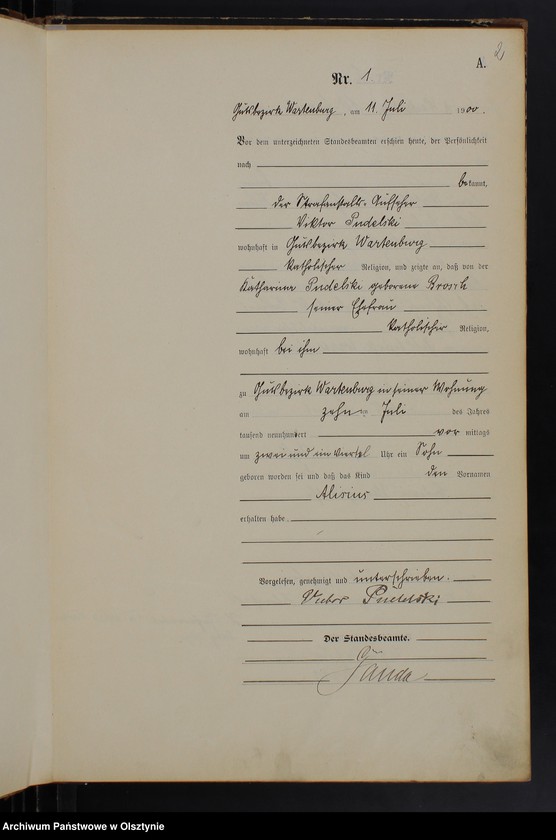 2
A.
Nr. 1
Gutsbezirk Wartenburg, am 11. Juli 1900.
Vor dem unterzeichneten Standesbeamten erschien heute, der Persönlichkeit
nach
bekannt,
der Strafanstalts-Aufseher
Viktor Pudelski
wohnhaft in Gutsbezirk Wartenburg
katholischer Religion, und zeigte an, daß von der
Katharina Pudelski geborene Brosch
seiner Ehefrau
katholischer Religion,
wohnhaft bei ihm
zu Gutsbezirk Wartenburg in seiner Wohnung
am zehn ten Juli des Jahres
tausend neunhundert vor mittags
um zwei und ein viertel Uhr ein Sohn
geboren worden sei und daß das Kind den Vornamen
Alisius
erhalten habe.
Vorgelesen, genehmigt und unterschrieben.
Victor Pudelski
Der Standesbeamte.
Archiwum Państwowe w Olsztynie